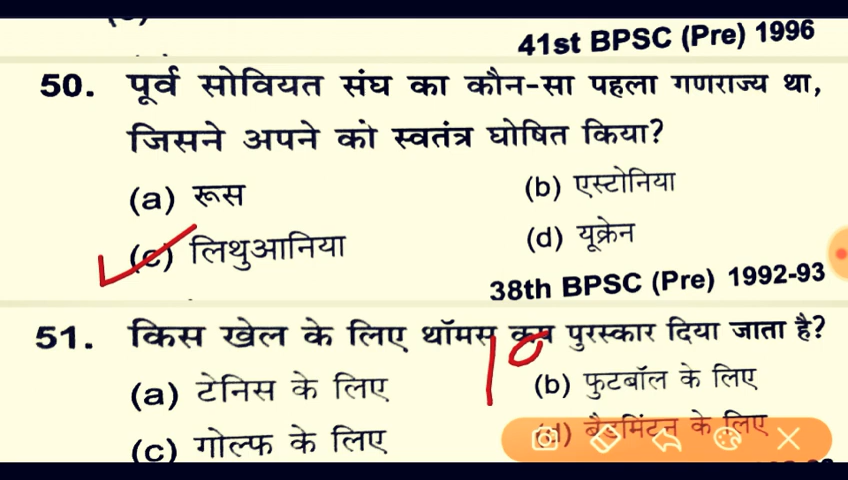 41st BPSC (Pre) 1996
50. पूर्व सोवियत संघ का कौन-सा पहला गणराज्य था,
जिसने अपने को स्वतंत्र घोषित किया?
(a) रूस
(b) एस्टोनिया
(c) लिथुआनिया
(d) यूक्रेन
38th BPSC (Pre) 1992-93
51. किस खेल के लिए थॉमस कप पुरस्कार दिया जाता है?
(a) टेनिस के लिए
(b) फुटबॉल के लिए
(c) गोल्फ के लिए
(d) बैडमिंटन के लिए